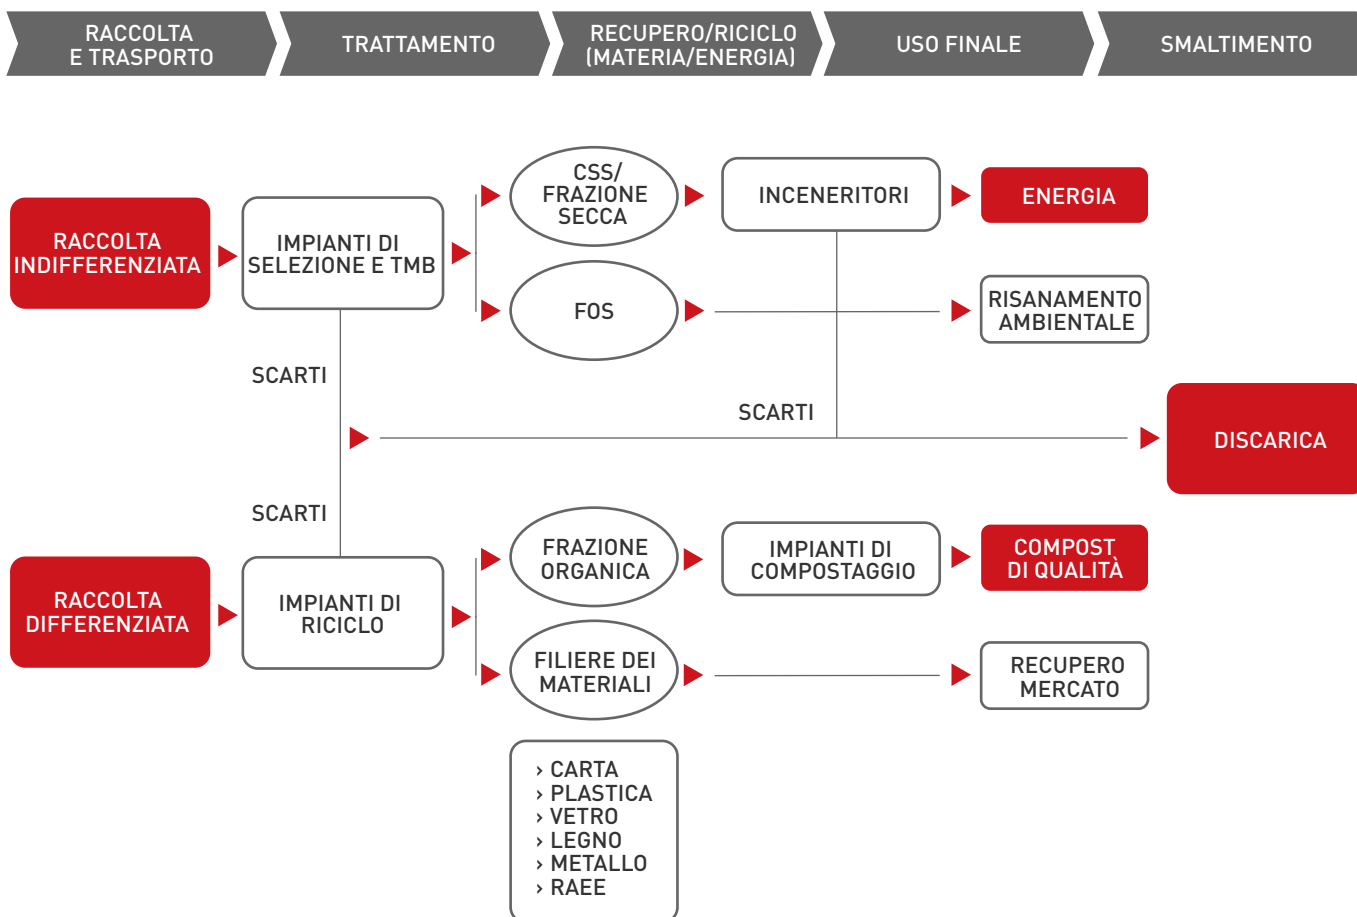 RACCOLTA
E TRASPORTO
TRATTAMENTO
RECUPERO/RICICLO
(MATERIA/ENERGIA)
USO FINALE
SMALTIMENTO
RACCOLTA
INDIFFERENZIATA
IMPIANTI DI
SELEZIONE E TMB
CSS/
FRAZIONE
SECCA
INCENERITORI
ENERGIA
FOS
RISANAMENTO
AMBIENTALE
SCARTI
SCARTI
DISCARICA
SCARTI
RACCOLTA
DIFFERENZIATA
IMPIANTI DI
RICICLO
FRAZIONE
ORGANICA
IMPIANTI DI
COMPOSTAGGIO
COMPOST
DI QUALITÀ
FILIERE DEI
MATERIALI
RECUPERO
MERCATO
› CARTA
› PLASTICA
› VETRO
› LEGNO
› METALLO
› RAEE